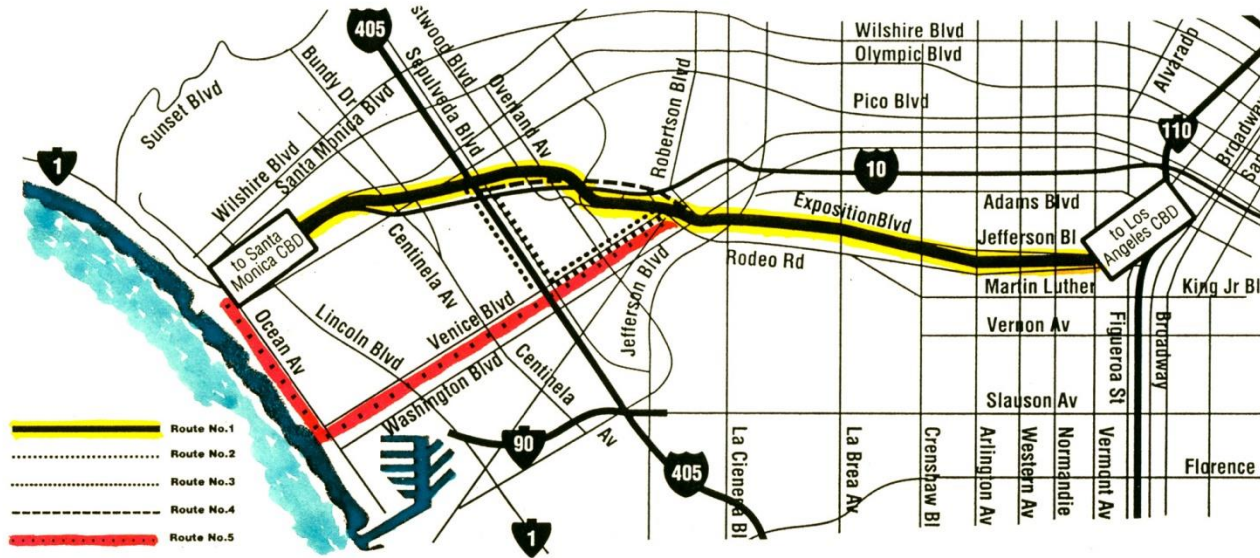 405
stwood Blvd
Sepulveda Blvd
Overland Av
Bundy Dr
Sunset Blvd
Santa Monica Blvd
Wilshire Blvd
Robertson Blvd
Wilshire Blvd
Olympic Blvd
Pico Blvd
Alvarado
110
Broadway
1
10
Adams Blvd
ExpositionBlvd
Jefferson Bl
to Santa
Monica CBD
to Los
Angeles CBD
Rodeo Rd
Martin Luther
King Jr Bl
Vernon Av
Centinela Av
Ocean Av
Lincoln Blvd
Venice Blvd
Washington Blvd
Jefferson Blvd
Centinela
Av
Figueroa St
Broadway
Slauson Av
90
405
1
La Cienega Bl
La Brea Av
Crenshaw Bl
Arlington Av
Western Av
Normandie
Vermont Av
Florence
Route No.1
Route No.2
Route No.3
Route No.4
Route No.5